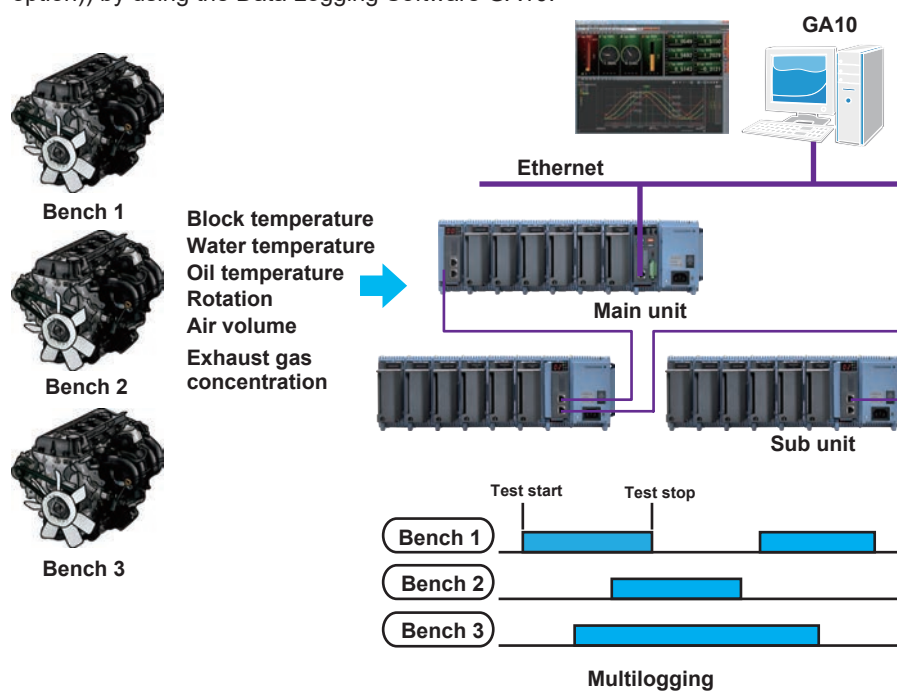 GA10
Ethernet
Bench 1
Block temperature
Water temperature
Oil temperature
Rotation
Air volume
Exhaust gas
concentration
Main unit
Bench 2
Sub unit
Bench 3
Test start
Test stop
Bench 1
Bench 2
Bench 3
Multilogging